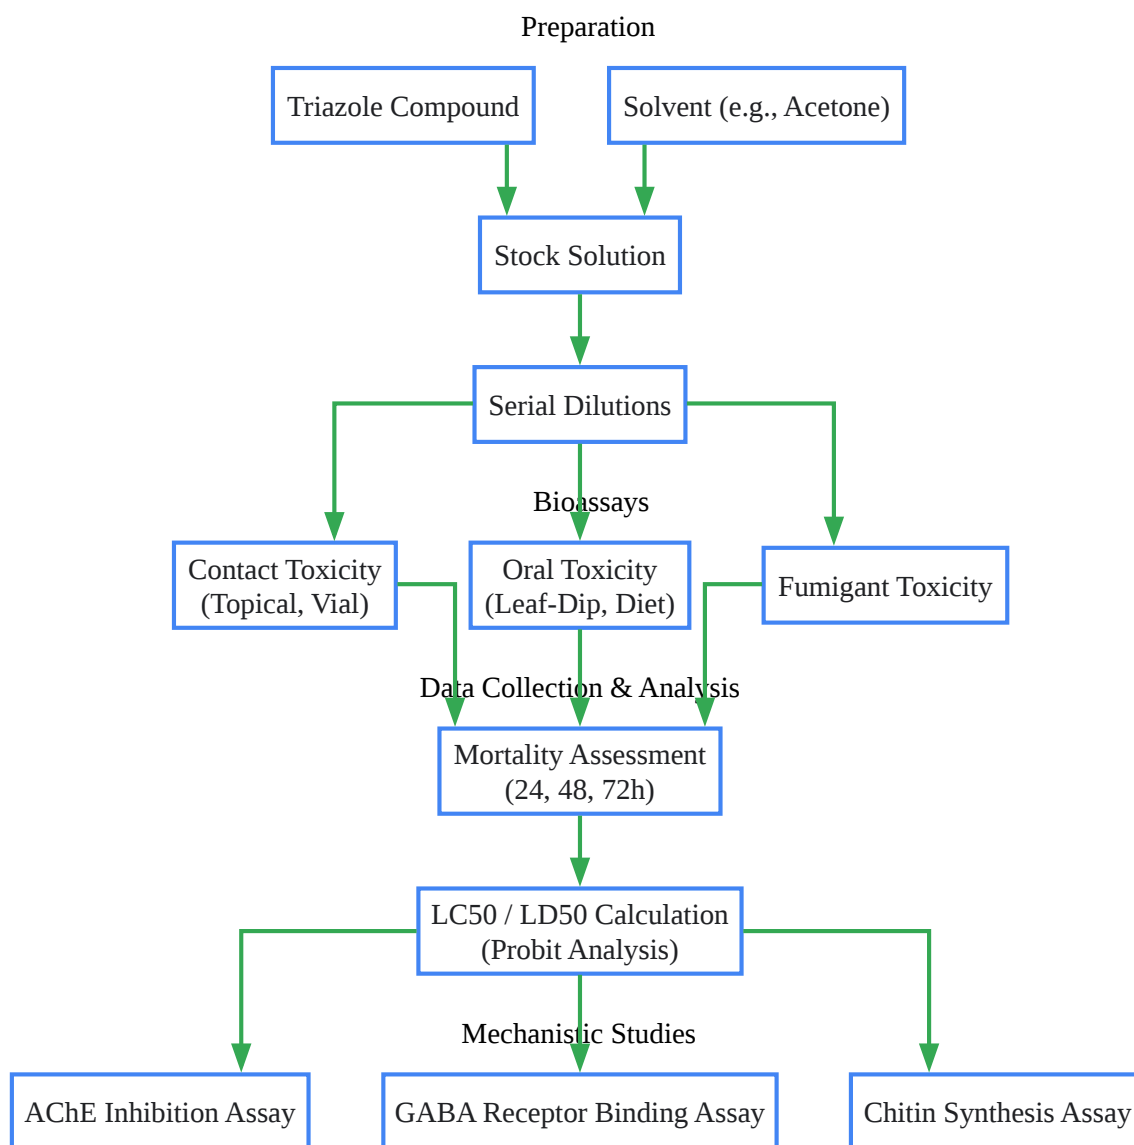 Preparation
Triazole Compound
Solvent (e.g., Acetone)
Stock Solution
Serial Dilutions
Bioassays
Contact Toxicity
(Topical, Vial)
Oral Toxicity
(Leaf-Dip, Diet)
Fumigant Toxicity
Data Collection & Analysis
Mortality Assessment
(24, 48, 72h)
LC50 / LD50 Calculation
(Probit Analysis)
Mechanistic Studies
AChE Inhibition Assay
GABA Receptor Binding Assay
Chitin Synthesis Assay